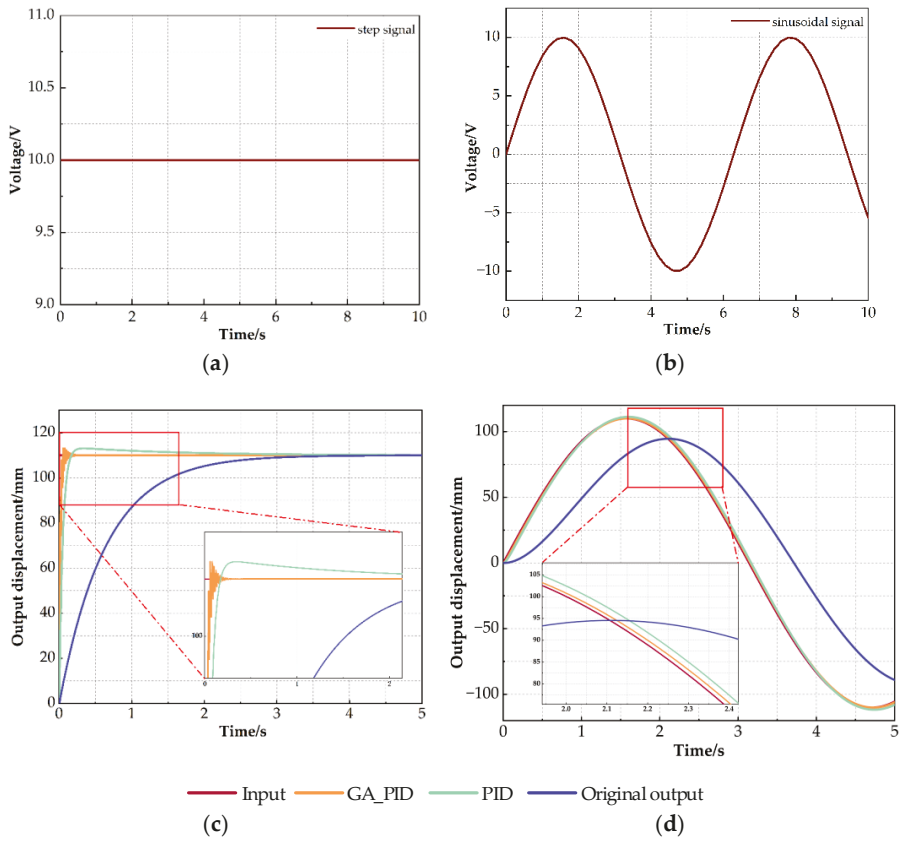 11.0
10.5
10.0
9.5
9.0
Voltage/V
step signal
0 2 4 6 8 10
Time/s
(a)
10
5
0
−5
−10
Voltage/V
sinusoidal signal
0 2 4 6 8 10
Time/s
(b)
120
100
80
60
40
20
0
Output displacement/mm
100
0 1 2
0 1 2 3 4 5
Time/s
100
50
0
−50
−100
Output displacement/mm
105
100
95
90
85
80
2.0 2.1 2.2 2.3 2.4
0 1 2 3 4 5
Time/s
Input GA_PID PID Original output
(c)
(d)